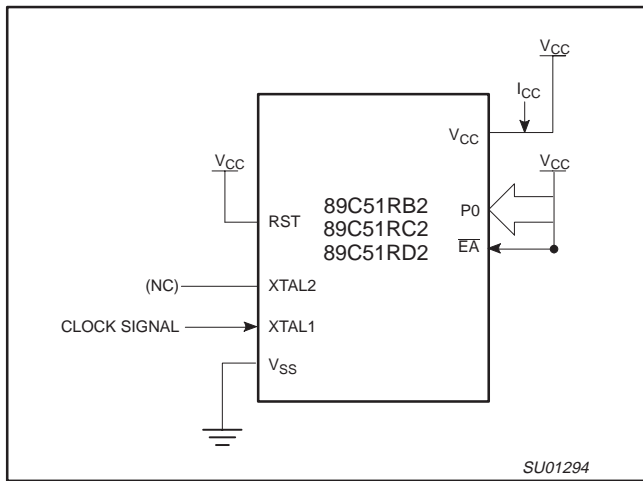 VCC
ICC
VCC
VCC
VCC
89C51RB2
89C51RC2
89C51RD2
P0
RST
EA
(NC)
XTAL2
CLOCK SIGNAL
XTAL1
VSS
SU01294